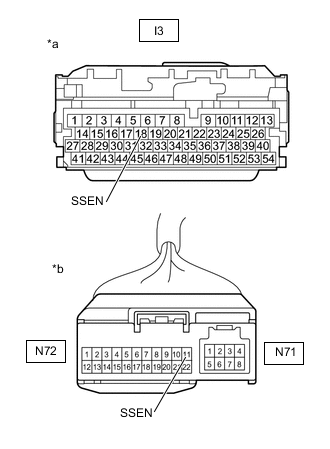 I3
*a
1 2 3 4 5 6 7 8 9 10 11 12 13
14 15 16 17 18 19 20 21 22 23 24 25 26
27 28 29 30 31 32 33 34 35 36 37 38 39 40
41 42 43 44 45 46 47 48 49 50 51 52 53 54
SSEN
*b
N72
1 2 3 4 5 6 7 8 9 10 11
12 13 14 15 16 17 18 19 20 21 22
1 2 3 4
5 6 7 8
N71
SSEN